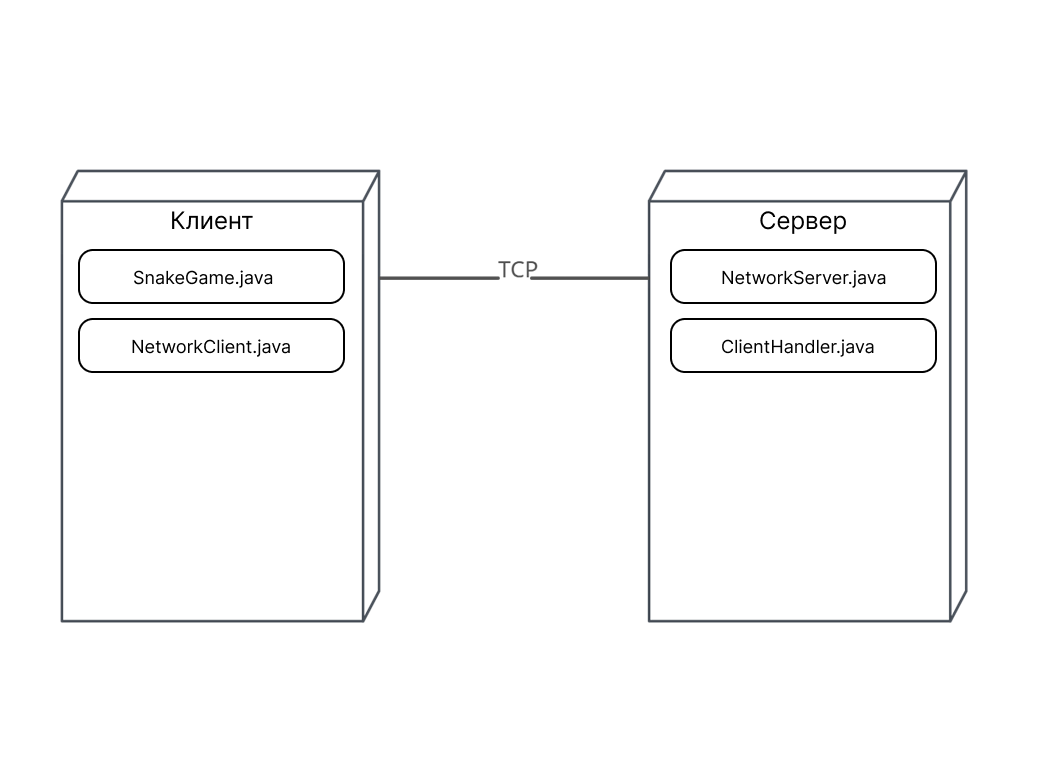 Клиент
SnakeGame.java
NetworkClient.java
TCP
Сервер
NetworkServer.java
ClientHandler.java